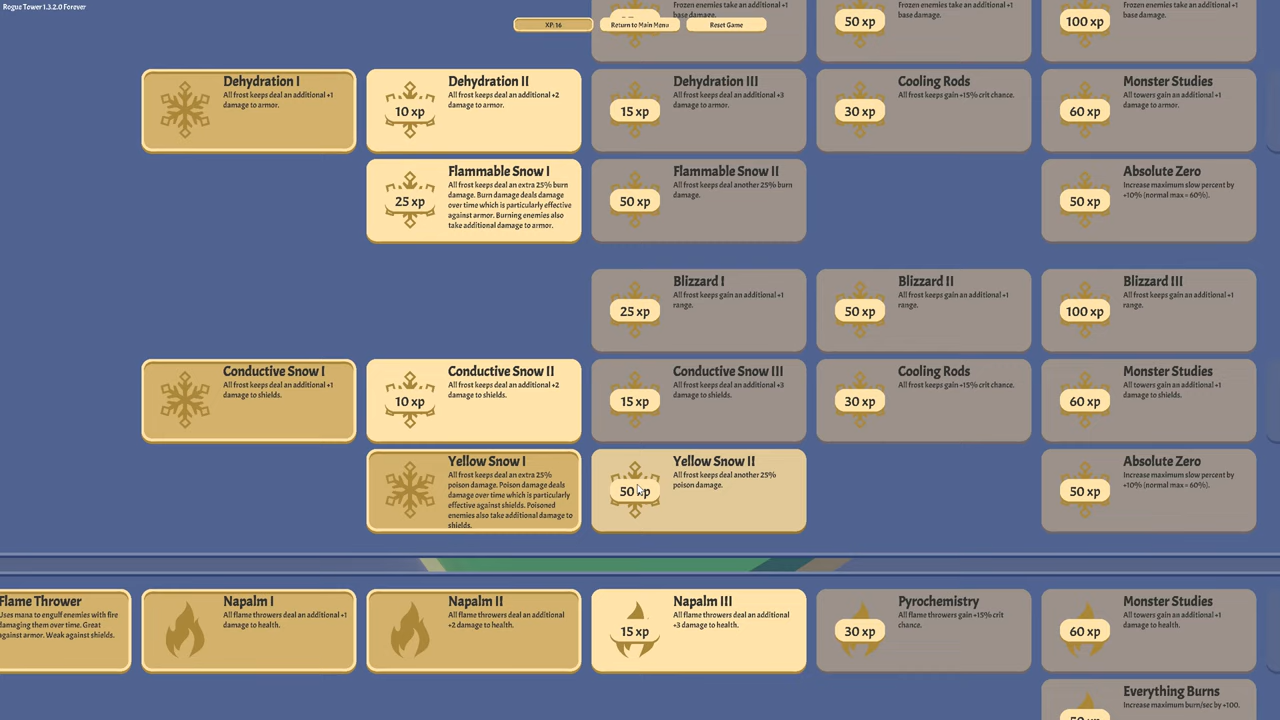 Rogue Tower 1.3.2.0 Forever
Frozen enemies take an additional +1
base damage.
Frozen enemies take an additional +1
base damage.
50 xp
Frozen enemies take an additional +1
base damage.
100 xp
XP: 16
Return to Main Menu
Reset Game
Dehydration I
All frost keeps deal an additional +1
damage to armor.
Dehydration II
All frost keeps deal an additional +2
damage to armor.
10 xp
Dehydration III
All frost keeps deal an additional +3
damage to armor.
15 xp
Cooling Rods
All frost keeps gain +15% crit chance.
30 xp
Monster Studies
All towers gain an additional +1
damage to armor.
60 xp
Flammable Snow I
All frost keeps deal an extra 25% burn
damage. Burn damage deals damage
over time which is particularly effective
against armor. Burning enemies also
take additional damage to armor.
25 xp
Flammable Snow II
All frost keeps deal another 25% burn
damage.
50 xp
Absolute Zero
Increase maximum slow percent by
+10% (normal max = 60%).
50 xp
Blizzard I
All frost keeps gain an additional +1
range.
25 xp
Blizzard II
All frost keeps gain an additional +1
range.
50 xp
Blizzard III
All frost keeps gain an additional +1
range.
100 xp
Conductive Snow I
All frost keeps deal an additional +1
damage to shields.
Conductive Snow II
All frost keeps deal an additional +2
damage to shields.
10 xp
Conductive Snow III
All frost keeps deal an additional +3
damage to shields.
15 xp
Cooling Rods
All frost keeps gain +15% crit chance.
30 xp
Monster Studies
All towers gain an additional +1
damage to shields.
60 xp
Yellow Snow I
All frost keeps deal an extra 25%
poison damage. Poison damage deals
damage over time which is particularly
effective against shields. Poisoned
enemies also take additional damage to
shields.
Yellow Snow II
All frost keeps deal another 25%
poison damage.
50 xp
Absolute Zero
Increase maximum slow percent by
+10% (normal max = 60%).
50 xp
Flame Thrower
Uses mana to engulf enemies with fire
damaging them over time. Great
against armor. Weak against shields.
Napalm I
All flame throwers deal an additional +1
damage to health.
Napalm II
All flame throwers deal an additional
+2 damage to health.
Napalm III
All flame throwers deal an additional
+3 damage to health.
15 xp
Pyrochemistry
All flame throwers gain +15% crit
chance.
30 xp
Monster Studies
All towers gain an additional +1
damage to health.
60 xp
Everything Burns
Increase maximum burn/sec by +100.
50 xp